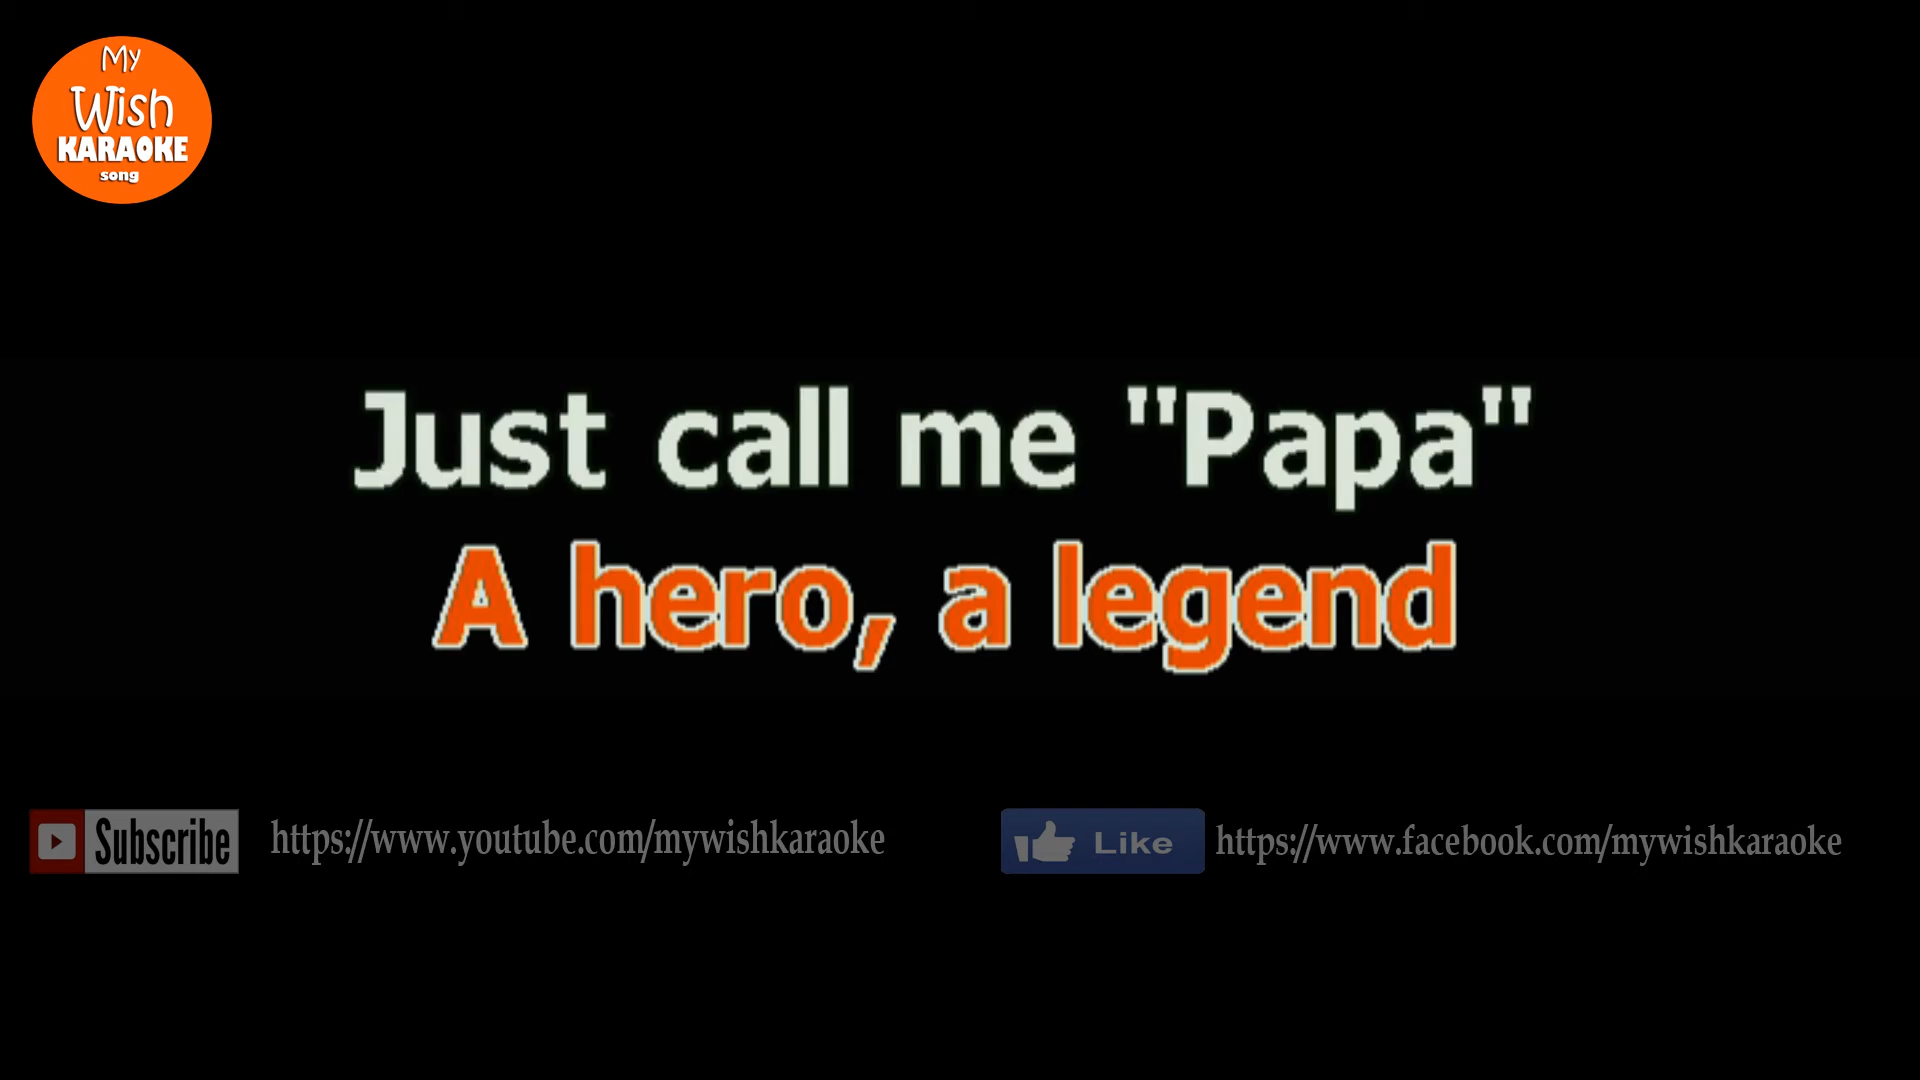 My
Wish
KARAOKE
song
Just call me "Papa"
A hero, a legend
Subscribe https://www.youtube.com/mywishkaraoke
Like https://www.facebook.com/mywishkaraoke